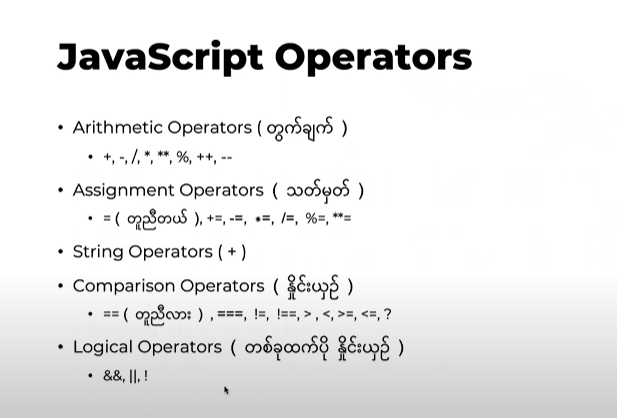 JavaScript Operators
• Arithmetic Operators ( တွက်ချက် )
• +, -, /, *, **, %, ++, --
• Assignment Operators ( သတ်မှတ် )
• = ( တူညီတယ် ), +=, -=, *=, /=, %=, **=
• String Operators ( + )
• Comparison Operators ( နှိုင်းယှဉ် )
• == ( တူညီလား ) , ===, !=, !==, > , <, >=, <=, ?
• Logical Operators ( တစ်ခုထက်ပို နှိုင်းယှဉ် )
• &&, ||, !